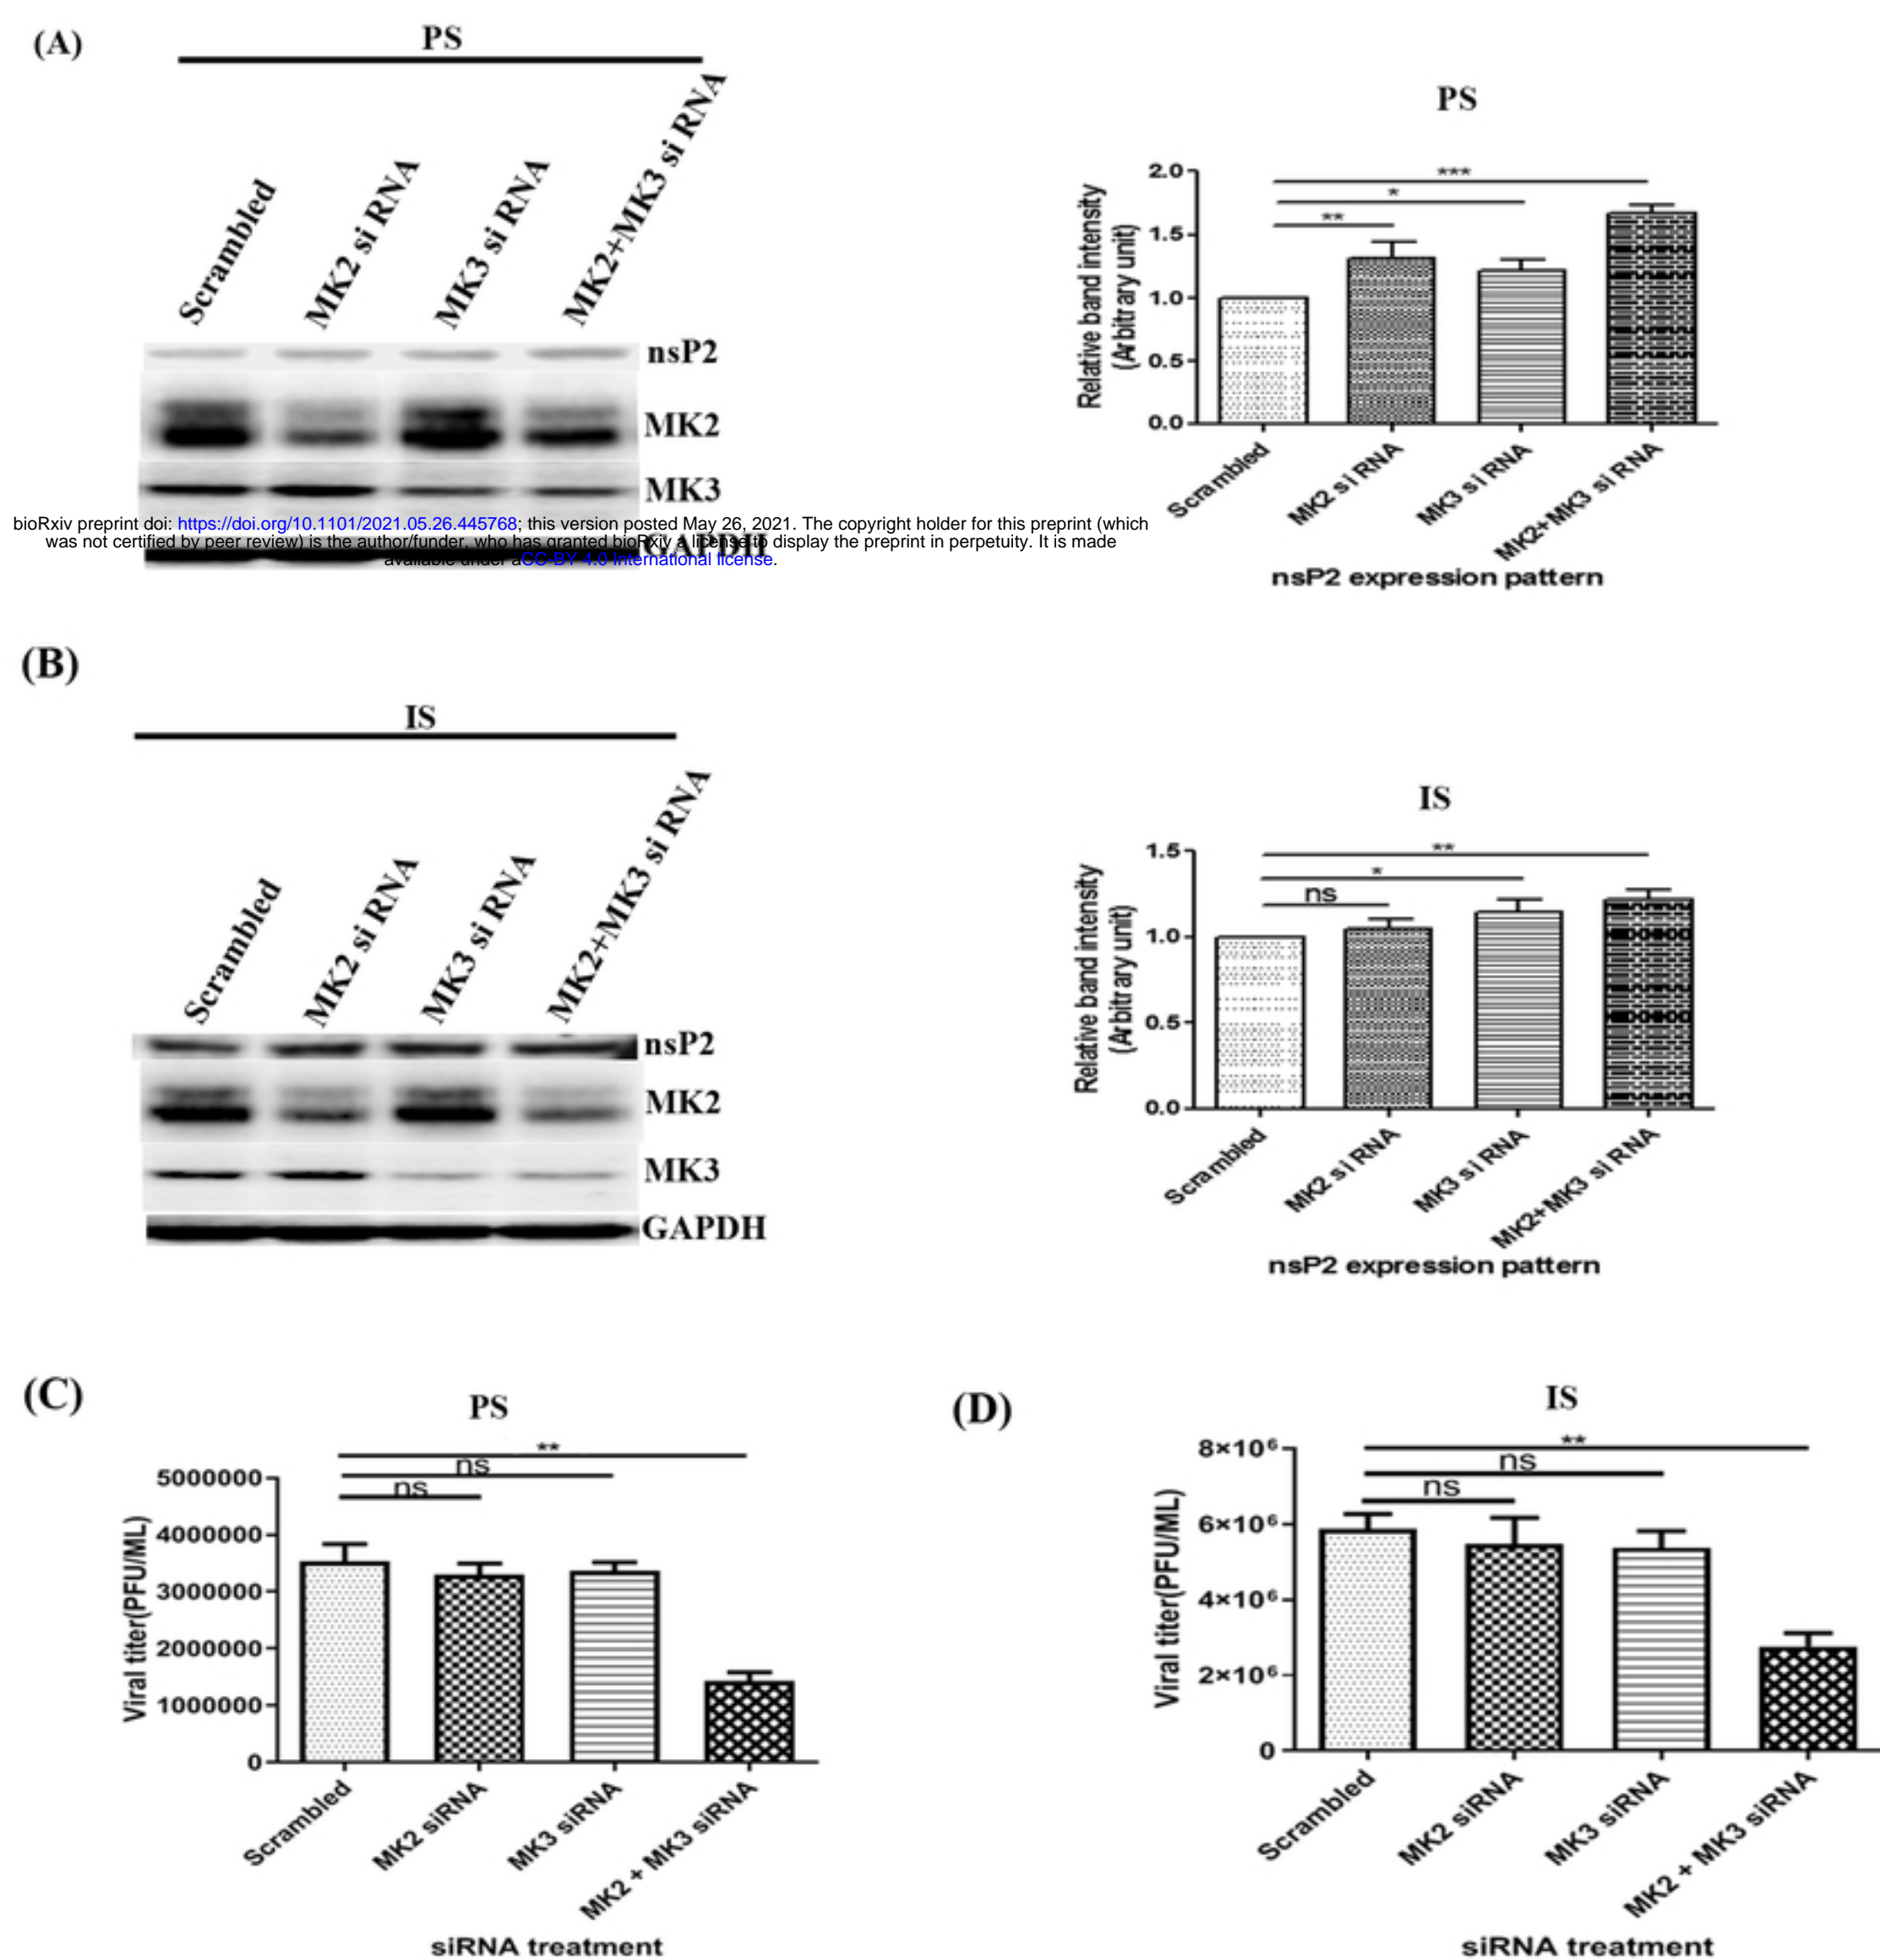 (A)
PS
Scrambled
MK2 si RNA
MK3 si RNA
MK2+MK3 si RNA
nsP2
MK2
MK3
GAPDH
bioRxiv preprint doi: https://doi.org/10.1101/2021.05.26.445768; this version posted May 26, 2021. The copyright holder for this preprint (which
was not certified by peer review) is the author/funder, who has granted bioRxiv a license to display the preprint in perpetuity. It is made
available under aCC-BY 4.0 International license.
PS
Relative band intensity
(Arbitrary unit)
2.0
1.5
1.0
0.5
0.0
***
*
**
Scrambled
MK2 si RNA
MK3 si RNA
MK2+MK3 si RNA
nsP2 expression pattern
(B)
IS
Scrambled
MK2 si RNA
MK3 si RNA
MK2+MK3 si RNA
nsP2
MK2
MK3
GAPDH
IS
Relative band intensity
(Arbitrary unit)
1.5
1.0
0.5
0.0
**
*
ns
Scrambled
MK2 si RNA
MK3 si RNA
MK2+MK3 si RNA
nsP2 expression pattern
(C)
PS
Viral titer(PFU/ML)
5000000
4000000
3000000
2000000
1000000
0
**
ns
ns
Scrambled
MK2 siRNA
MK3 siRNA
MK2 + MK3 siRNA
siRNA treatment
(D)
IS
Viral titer(PFU/ML)
8×10⁶
6×10⁶
4×10⁶
2×10⁶
0
**
ns
ns
Scrambled
MK2 siRNA
MK3 siRNA
MK2 + MK3 siRNA
siRNA treatment